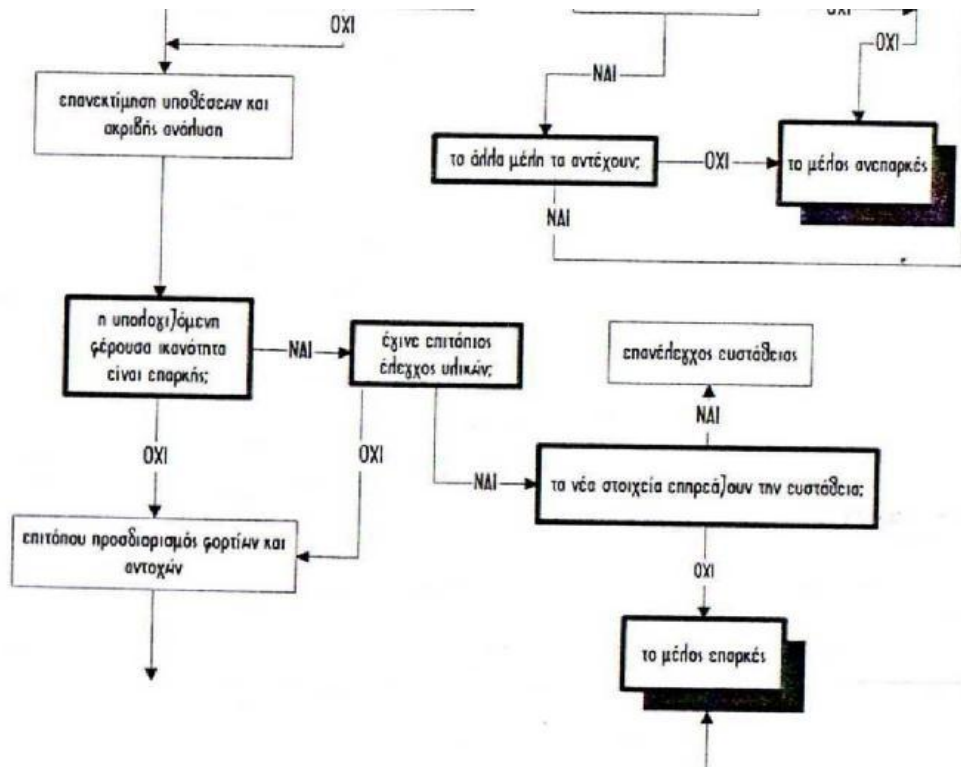 ΟΧΙ
ΟΧΙ
ΟΧΙ
ΝΑΙ
επανεκτίμηση υποθέσεων και
ακριβής ανάλυση
τα άλλα μέλη τα αντέχουν;
ΟΧΙ
το μέλος ανεπαρκές
ΝΑΙ
η υπολογιζόμενη
φέρουσα ικανότητα
είναι επαρκής;
ΝΑΙ
έγινε επιτόπιος
έλεγχος υλικών;
επανέλεγχος ευστάθειας
ΝΑΙ
ΟΧΙ
ΟΧΙ
ΝΑΙ
τα νέα στοιχεία επηρεάζουν την ευστάθεια;
επιτόπου προσδιορισμός φορτίων και
αντοχών
ΟΧΙ
το μέλος επαρκές